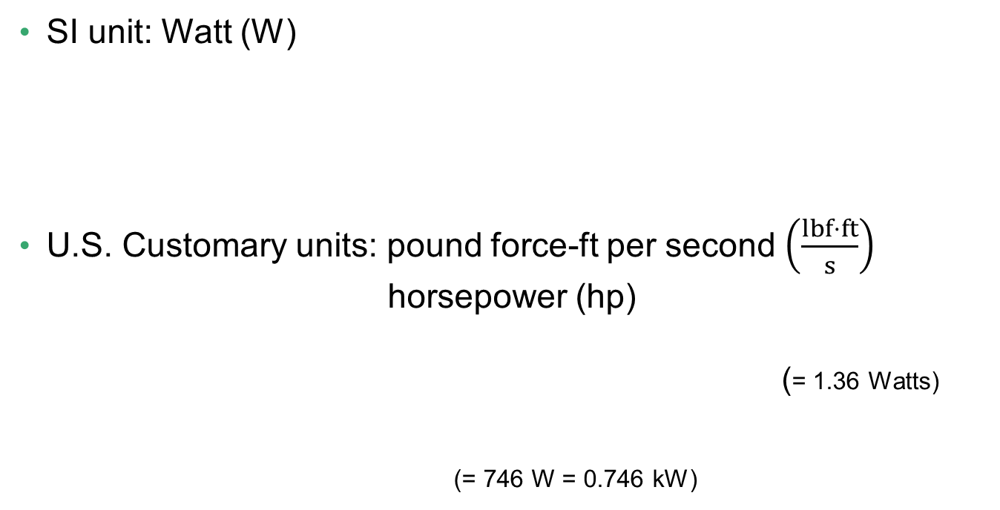 • SI unit: Watt (W)
• U.S. Customary units: pound force-ft per second (lbf·ft/s)
horsepower (hp)
(= 1.36 Watts)
(= 746 W = 0.746 kW)